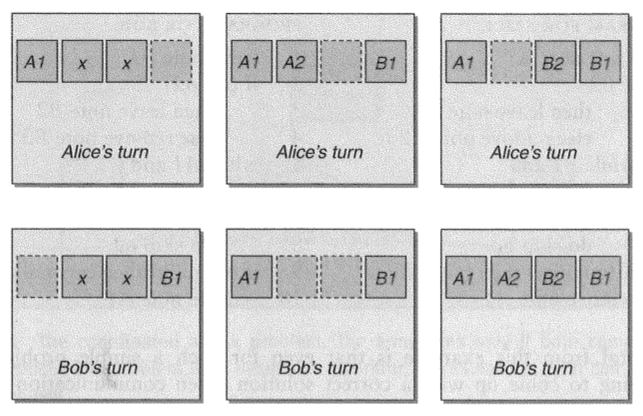 A1 x x
A1 A2 B1
A1 B2 B1
Alice's turn
Alice's turn
Alice's turn
x x B1
A1 B1
A1 A2 B2 B1
Bob's turn
Bob's turn
Bob's turn